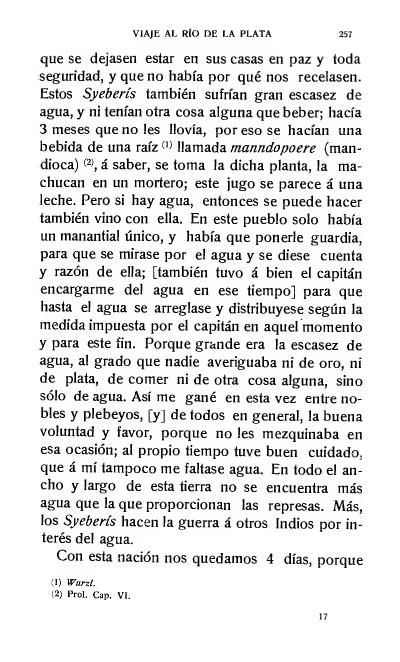 VIAJE AL RÍO DE LA PLATA 257
que se dejasen estar en sus casas en paz y toda
seguridad, y que no había por qué nos recelasen.
Estos Syeberís también sufrían gran escasez de
agua, y ni tenían otra cosa alguna que beber; hacía
3 meses que no les llovía, por eso se hacían una
bebida de una raíz (1) llamada manndopoere (man-
dioca) (2), á saber, se toma la dicha planta, la ma-
chucan en un mortero; este jugo se parece á una
leche. Pero si hay agua, entonces se puede hacer
también vino con ella. En este pueblo solo había
un manantial único, y había que ponerle guardia,
para que se mirase por el agua y se diese cuenta
y razón de ella; [también tuvo á bien el capitán
encargarme del agua en ese tiempo] para que
hasta el agua se arreglase y distribuyese según la
medida impuesta por el capitán en aquel momento
y para este fin. Porque grande era la escasez de
agua, al grado que nadie averiguaba ni de oro, ni
de plata, de comer ni de otra cosa alguna, sino
sólo de agua. Así me gané en esta vez entre no-
bles y plebeyos, [y] de todos en general, la buena
voluntad y favor, porque no les mezquinaba en
esa ocasión; al propio tiempo tuve buen cuidado,
que á mí tampoco me faltase agua. En todo el an-
cho y largo de esta tierra no se encuentra más
agua que la que proporcionan las represas. Más,
los Syeberís hacen la guerra á otros Indios por in-
terés del agua.
Con esta nación nos quedamos 4 días, porque
(1) Wurzl.
(2) Prol. Cap. VI.
17